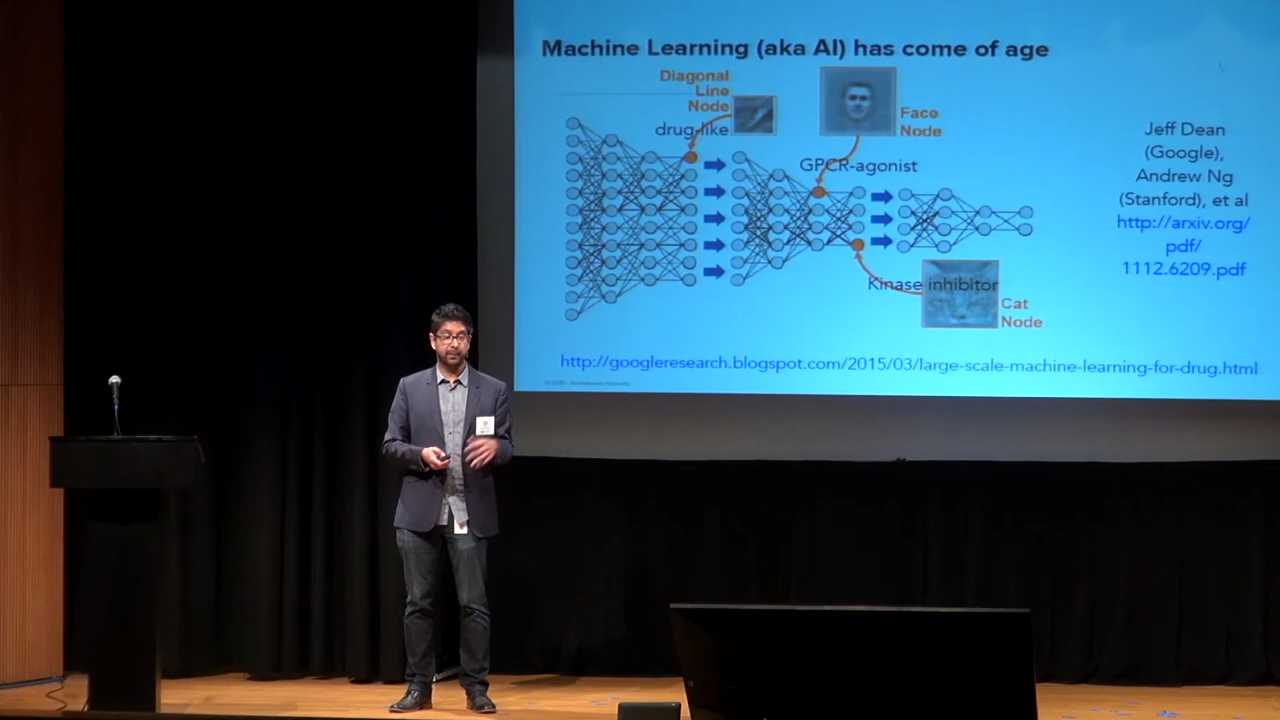 Machine Learning (aka AI) has come of age
Diagonal
Line
Node
drug-like
Face
Node
GPCR-agonist
Jeff Dean
(Google),
Andrew Ng
(Stanford), et al
http://arxiv.org/
pdf/
1112.6209.pdf
Kinase inhibitor
Cat
Node
http://googleresearch.blogspot.com/2015/03/large-scale-machine-learning-for-drug.html